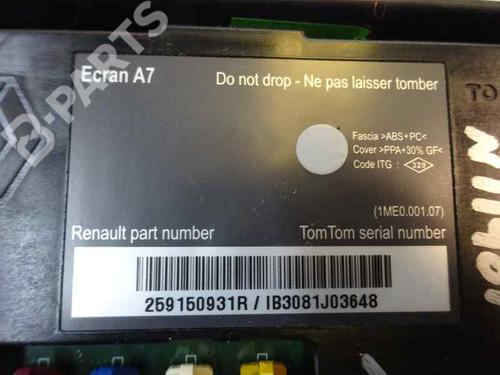 B-PARTS
Ecran A7
Do not drop - Ne pas laisser tomber
TO
Fascia >ABS+PC<
Cover >PPA+30% GF<
Code ITG : 329
(1ME0.001.07)
Renault part number
TomTom serial number
259150931R / IB3081J03648